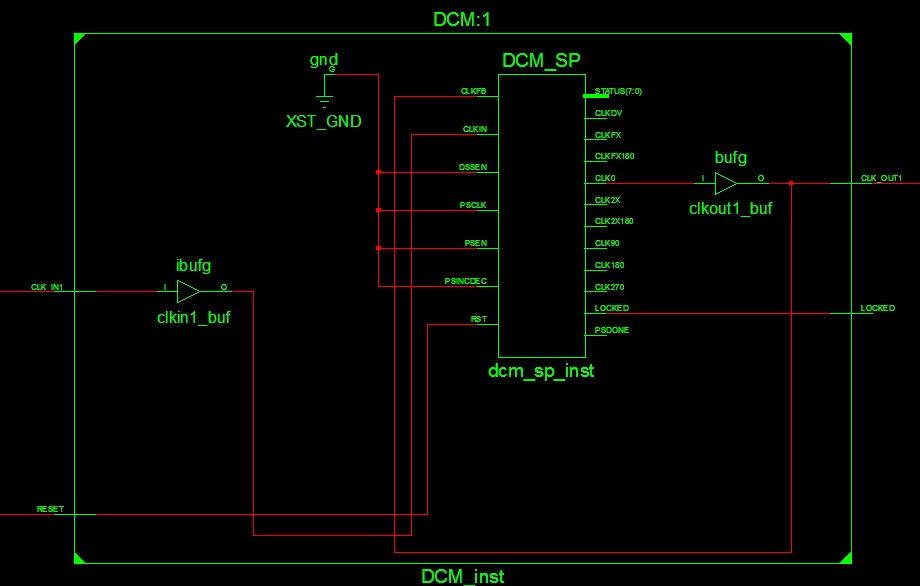 DCM:1
gnd
G
XST_GND
DCM_SP
CLKFB
CLKIN
DSSEN
PSCLK
PSEN
PSINCDEC
RST
STATUS(7:0)
CLKDV
CLKFX
CLKFX180
CLK0
CLK2X
CLK2X180
CLK90
CLK180
CLK270
LOCKED
PSDONE
dcm_sp_inst
bufg
I
O
clkout1_buf
CLK_OUT1
LOCKED
ibufg
CLK_IN1
I
O
clkin1_buf
RESET
DCM_inst